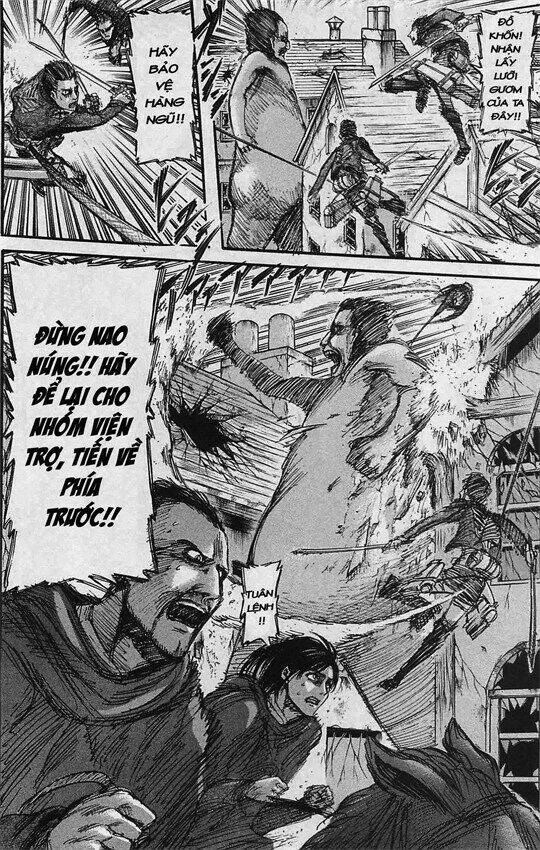 HÃY BẢO
VỆ
HÀNG
NGŨ!!
ĐỒ
KHỐN!
NHẬN
LẤY
LƯỠI
GƯƠM
CỦA TA
ĐÂY!!
ĐỪNG NAO
NÚNG!! HÃY
ĐỂ LẠI CHO
NHÓM VIỆN
TRỢ, TIẾN VỀ
PHÍA
TRƯỚC!!
TUÂN
LỆNH
!!